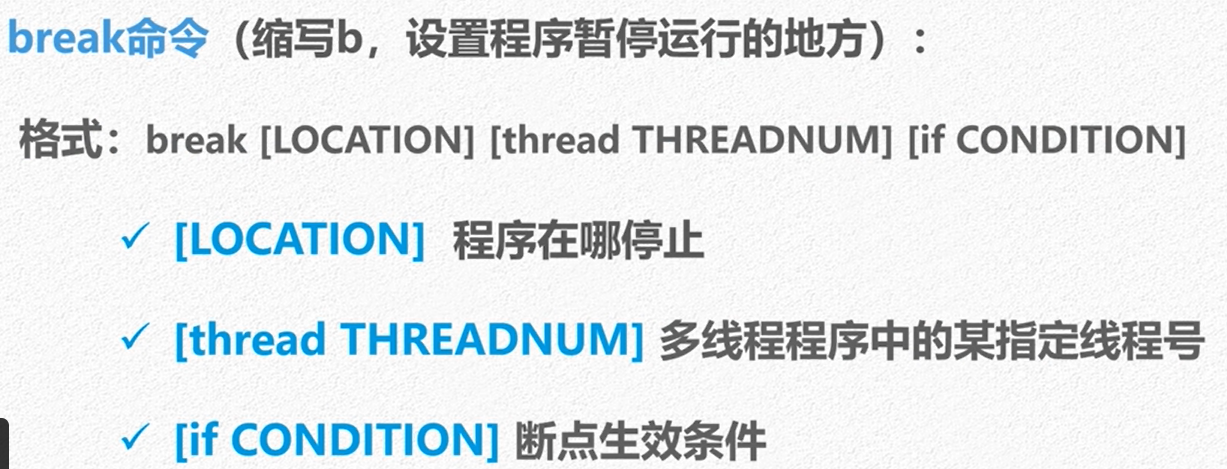 break命令（缩写b，设置程序暂停运行的地方）：
格式：break [LOCATION] [thread THREADNUM] [if CONDITION]
✓ [LOCATION] 程序在哪停止
✓ [thread THREADNUM] 多线程程序中的某指定线程号
✓ [if CONDITION] 断点生效条件